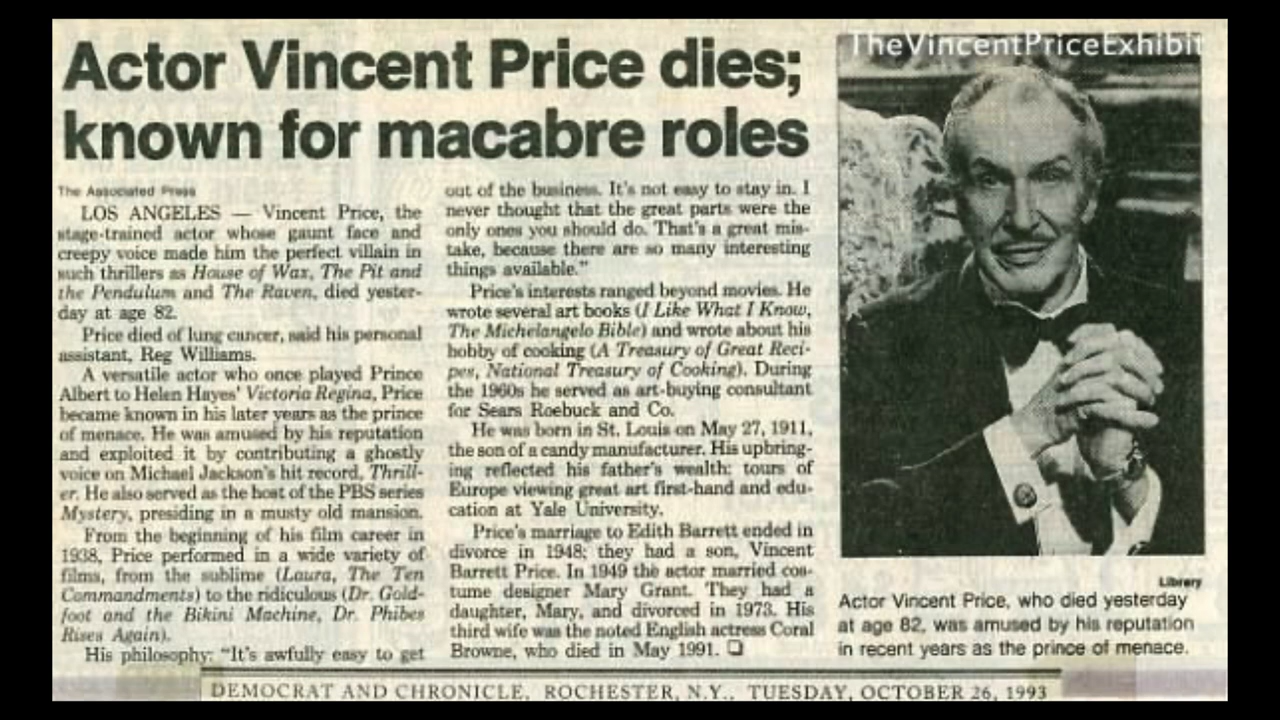 Actor Vincent Price dies;
known for macabre roles
TheVincentPriceExhibit
The Associated Press
LOS ANGELES — Vincent Price, the
stage-trained actor whose gaunt face and
creepy voice made him the perfect villain in
such thrillers as House of Wax, The Pit and
the Pendulum and The Raven, died yester-
day at age 82.
Price died of lung cancer, said his personal
assistant, Reg Williams.
A versatile actor who once played Prince
Albert to Helen Hayes' Victoria Regina, Price
became known in his later years as the prince
of menace. He was amused by his reputation
and exploited it by contributing a ghostly
voice on Michael Jackson's hit record, Thrill-
er. He also served as the host of the PBS series
Mystery, presiding in a musty old mansion.
From the beginning of his film career in
1938, Price performed in a wide variety of
films, from the sublime (Laura, The Ten
Commandments) to the ridiculous (Dr. Gold-
foot and the Bikini Machine, Dr. Phibes
Rises Again).
His philosophy: "It's awfully easy to get
out of the business. It's not easy to stay in. I
never thought that the great parts were the
only ones you should do. That's a great mis-
take, because there are so many interesting
things available."
Price's interests ranged beyond movies. He
wrote several art books (I Like What I Know,
The Michelangelo Bible) and wrote about his
hobby of cooking (A Treasury of Great Reci-
pes, National Treasury of Cooking). During
the 1960s he served as art-buying consultant
for Sears Roebuck and Co.
He was born in St. Louis on May 27, 1911,
the son of a candy manufacturer. His upbring-
ing reflected his father's wealth: tours of
Europe viewing great art first-hand and edu-
cation at Yale University.
Price's marriage to Edith Barrett ended in
divorce in 1948; they had a son, Vincent
Barrett Price. In 1949 the actor married cos-
tume designer Mary Grant. They had a
daughter, Mary, and divorced in 1973. His
third wife was the noted English actress Coral
Browne, who died in May 1991. ❑
Library
Actor Vincent Price, who died yesterday
at age 82, was amused by his reputation
in recent years as the prince of menace.
DEMOCRAT AND CHRONICLE, ROCHESTER, N.Y., TUESDAY, OCTOBER 26, 1993